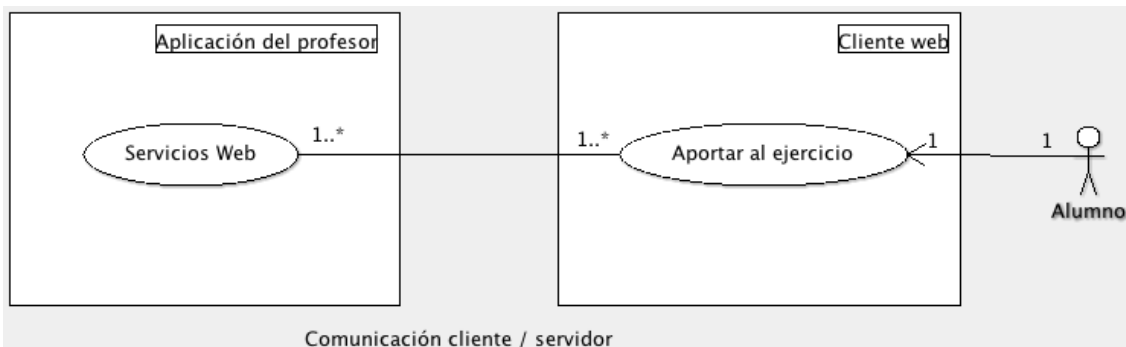 Aplicación del profesor
Cliente web
Servicios Web
1..*
1..*
Aportar al ejercicio
1
1
Alumno
Comunicación cliente / servidor